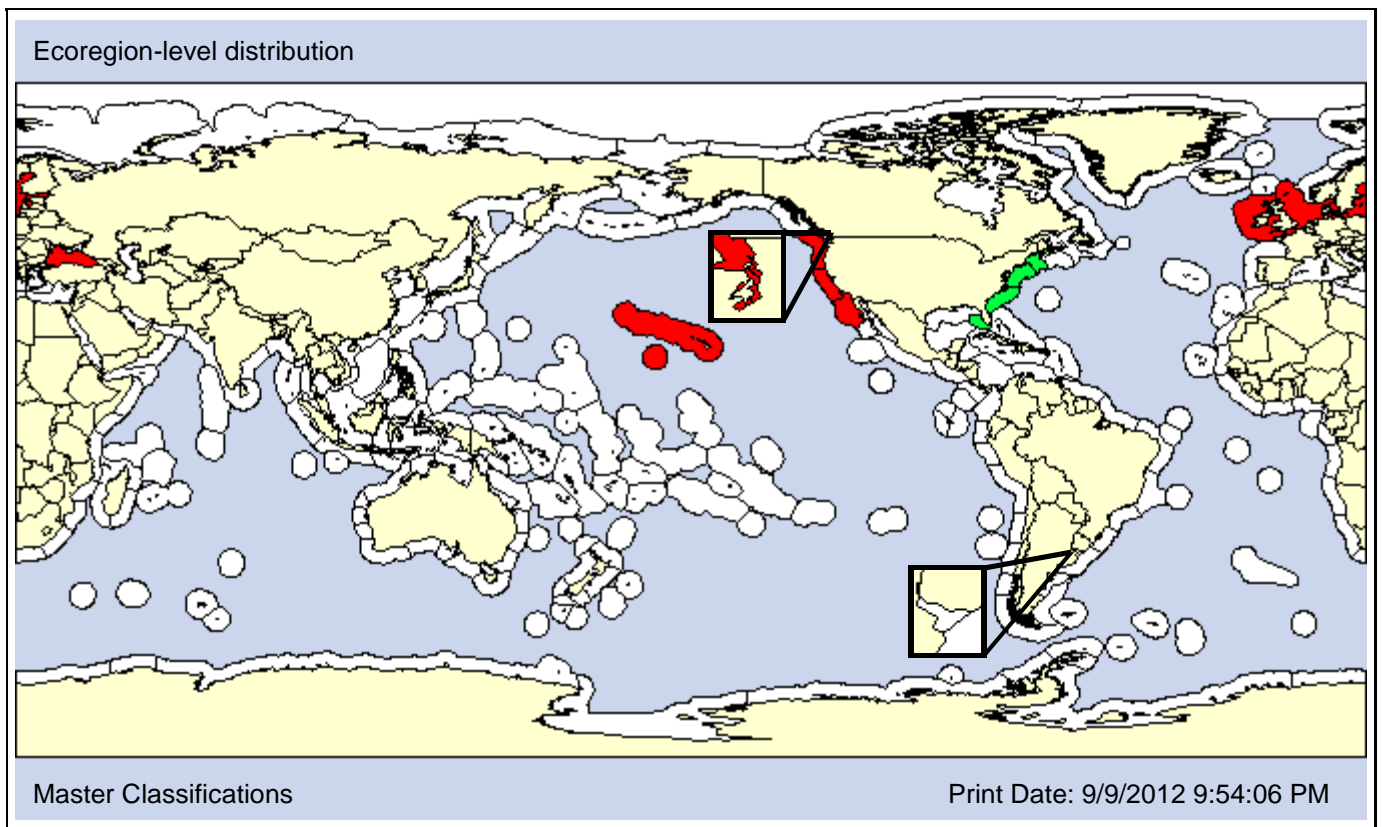 Ecoregion-level distribution
Master Classifications
Print Date: 9/9/2012 9:54:06 PM